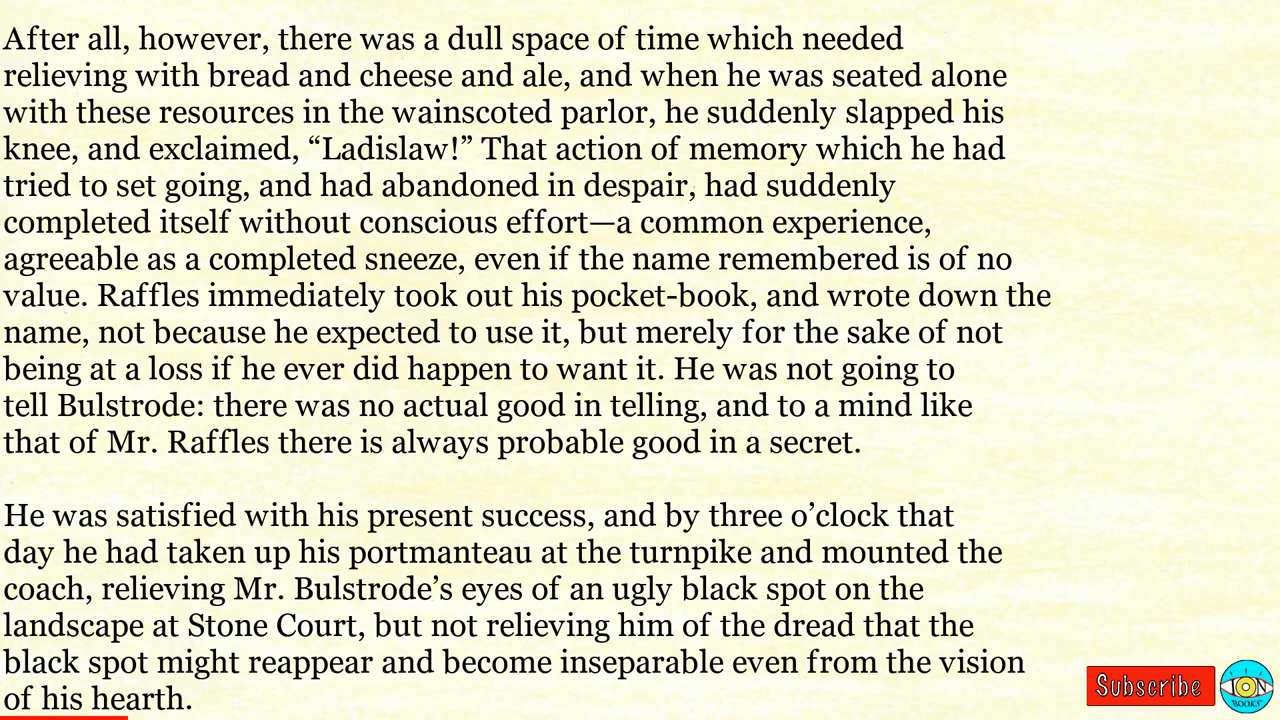 After all, however, there was a dull space of time which needed
relieving with bread and cheese and ale, and when he was seated alone
with these resources in the wainscoted parlor, he suddenly slapped his
knee, and exclaimed, “Ladislaw!” That action of memory which he had
tried to set going, and had abandoned in despair, had suddenly
completed itself without conscious effort—a common experience,
agreeable as a completed sneeze, even if the name remembered is of no
value. Raffles immediately took out his pocket-book, and wrote down the
name, not because he expected to use it, but merely for the sake of not
being at a loss if he ever did happen to want it. He was not going to
tell Bulstrode: there was no actual good in telling, and to a mind like
that of Mr. Raffles there is always probable good in a secret.
He was satisfied with his present success, and by three o’clock that
day he had taken up his portmanteau at the turnpike and mounted the
coach, relieving Mr. Bulstrode’s eyes of an ugly black spot on the
landscape at Stone Court, but not relieving him of the dread that the
black spot might reappear and become inseparable even from the vision
of his hearth.
Subscribe
ION
BOOKS